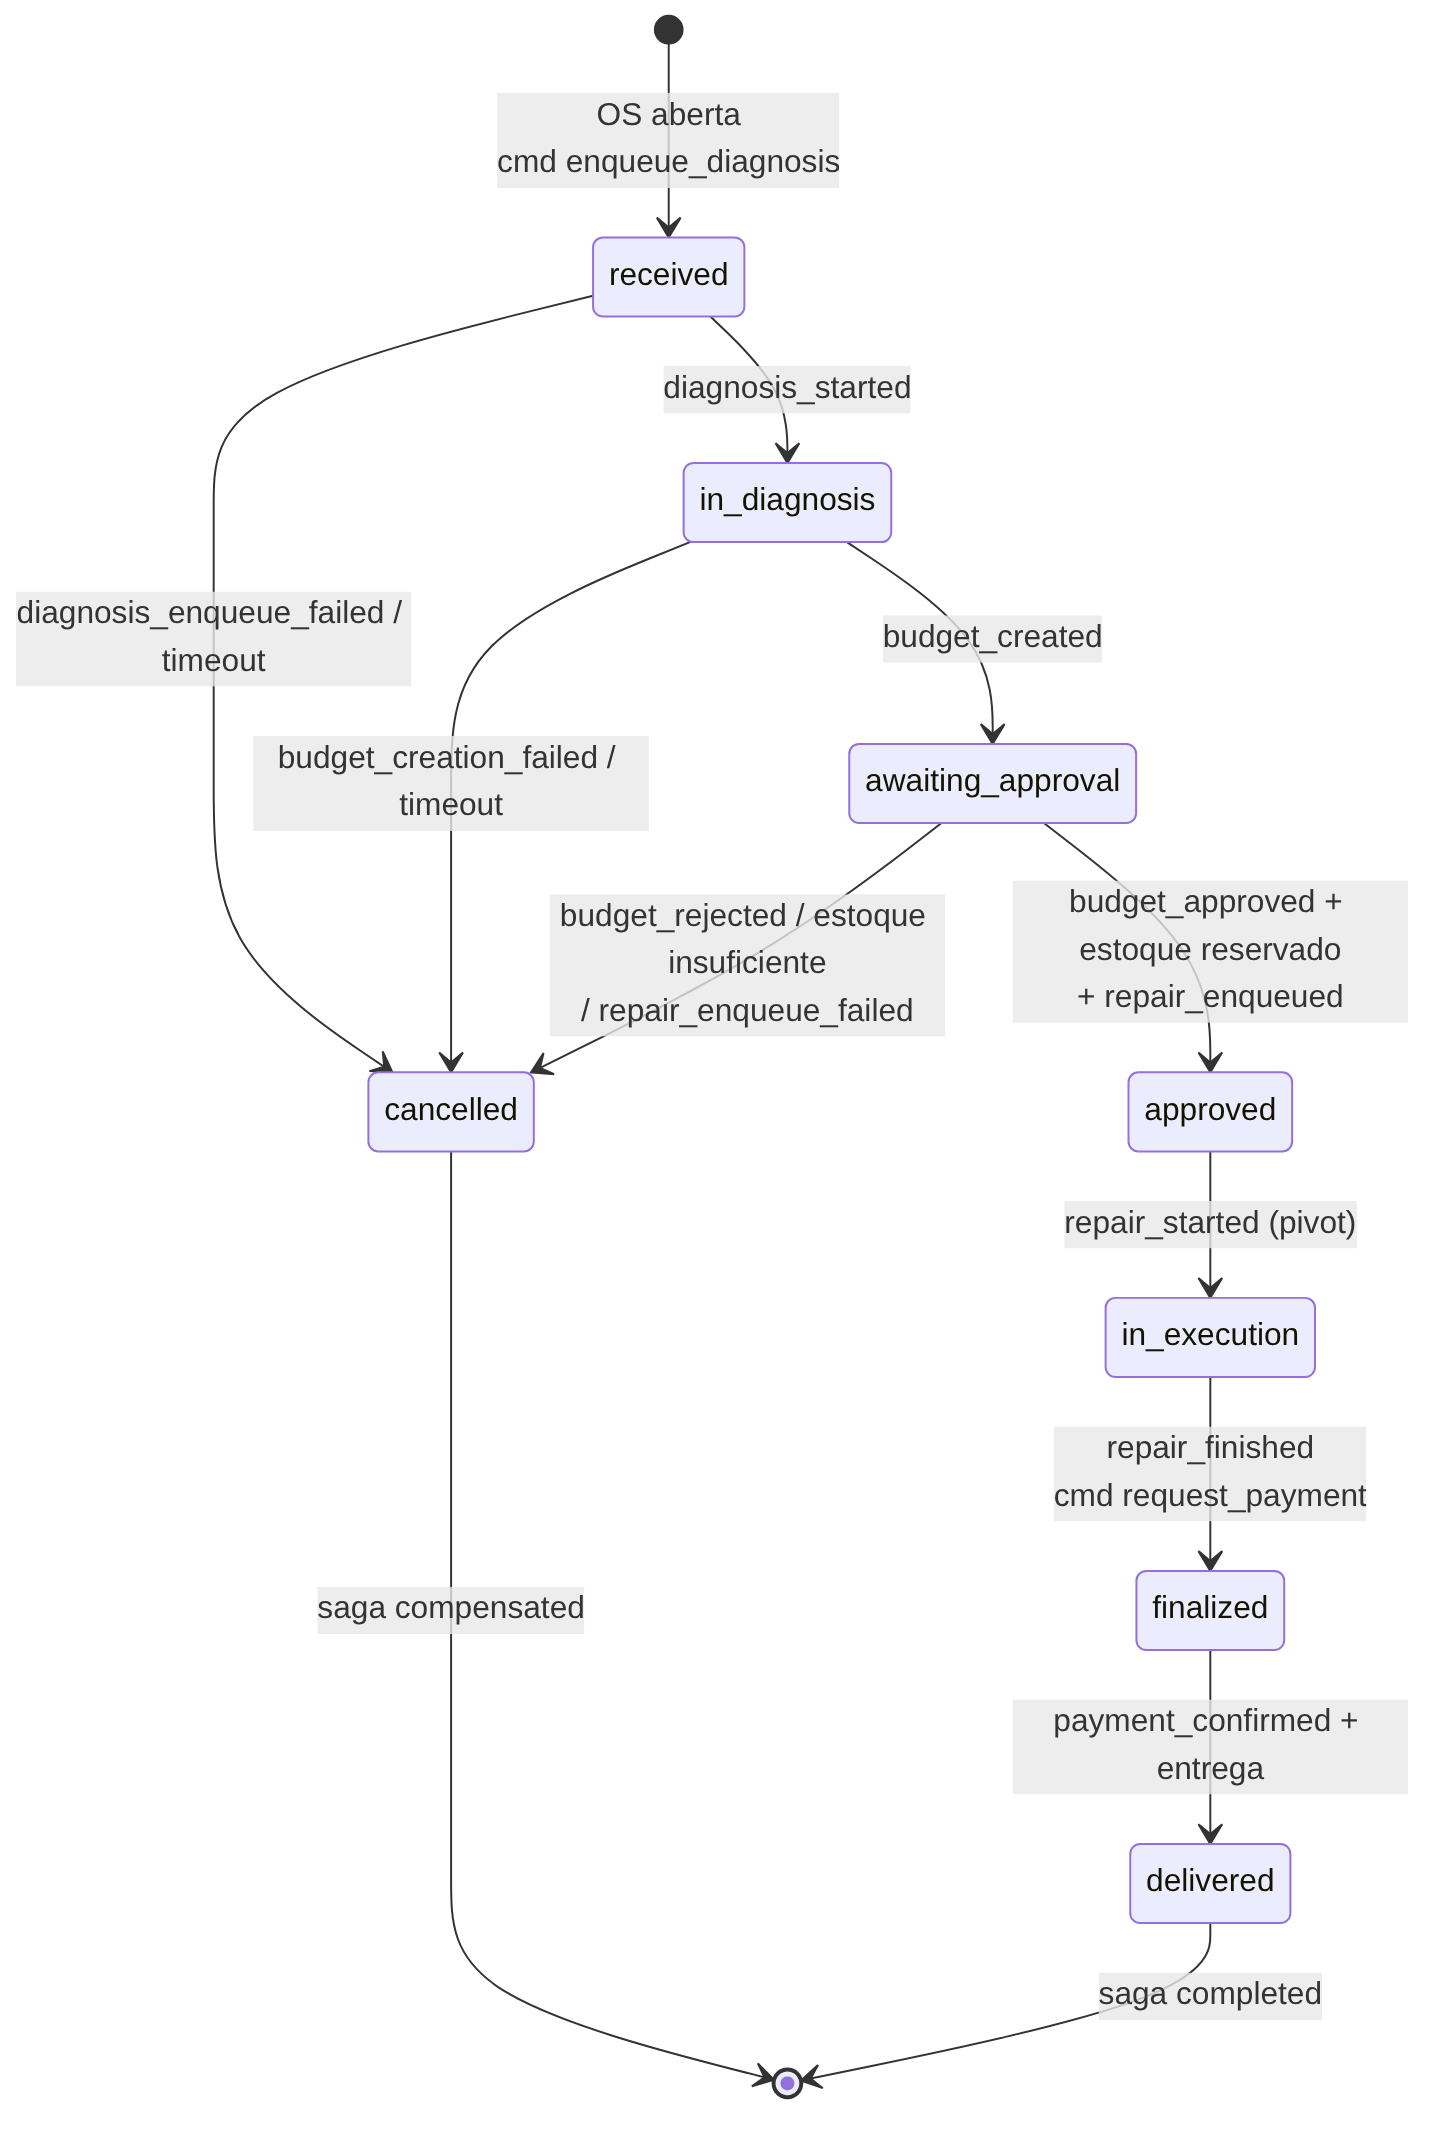 OS aberta
cmd enqueue_diagnosis
received
diagnosis_started
in_diagnosis
diagnosis_enqueue_failed /
timeout
budget_created
budget_creation_failed /
timeout
awaiting_approval
budget_rejected / estoque
insuficiente
/ repair_enqueue_failed
budget_approved +
estoque reservado
+ repair_enqueued
cancelled
approved
repair_started (pivot)
in_execution
repair_finished
cmd request_payment
finalized
saga compensated
payment_confirmed +
entrega
delivered
saga completed